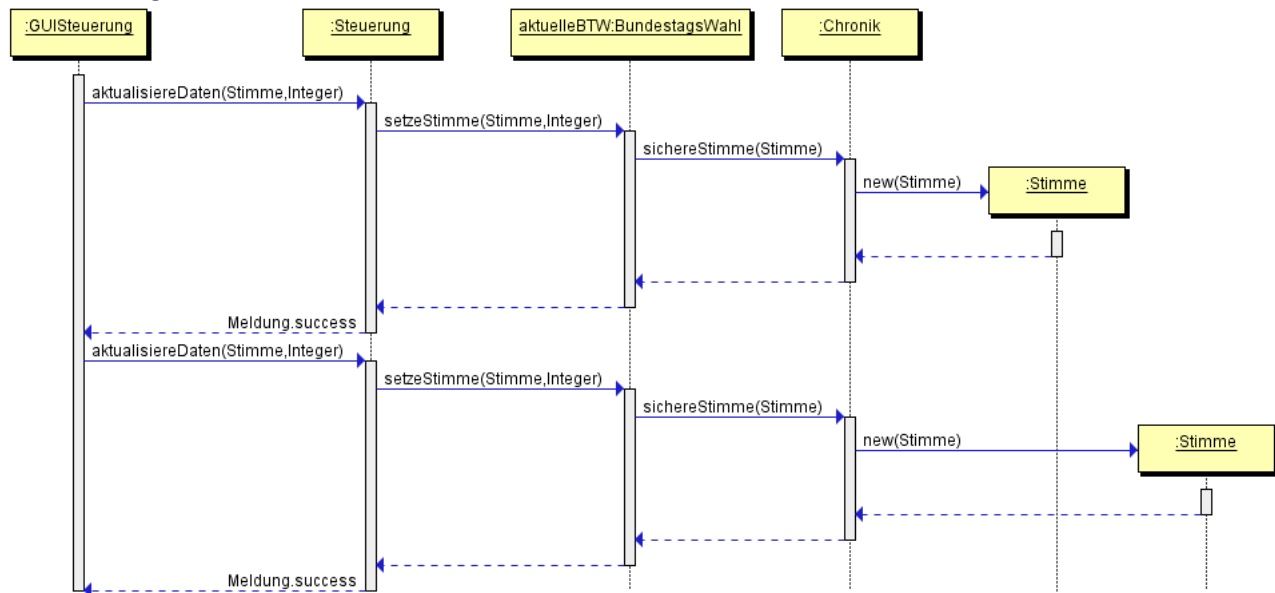 :GUISteuerung
:Steuerung
aktuelleBTW:BundestagsWahl
:Chronik
aktualisiereDaten(Stimme,Integer)
setzeStimme(Stimme,Integer)
sichereStimme(Stimme)
new(Stimme)
:Stimme
Meldung.success
aktualisiereDaten(Stimme,Integer)
setzeStimme(Stimme,Integer)
sichereStimme(Stimme)
new(Stimme)
:Stimme
Meldung.success